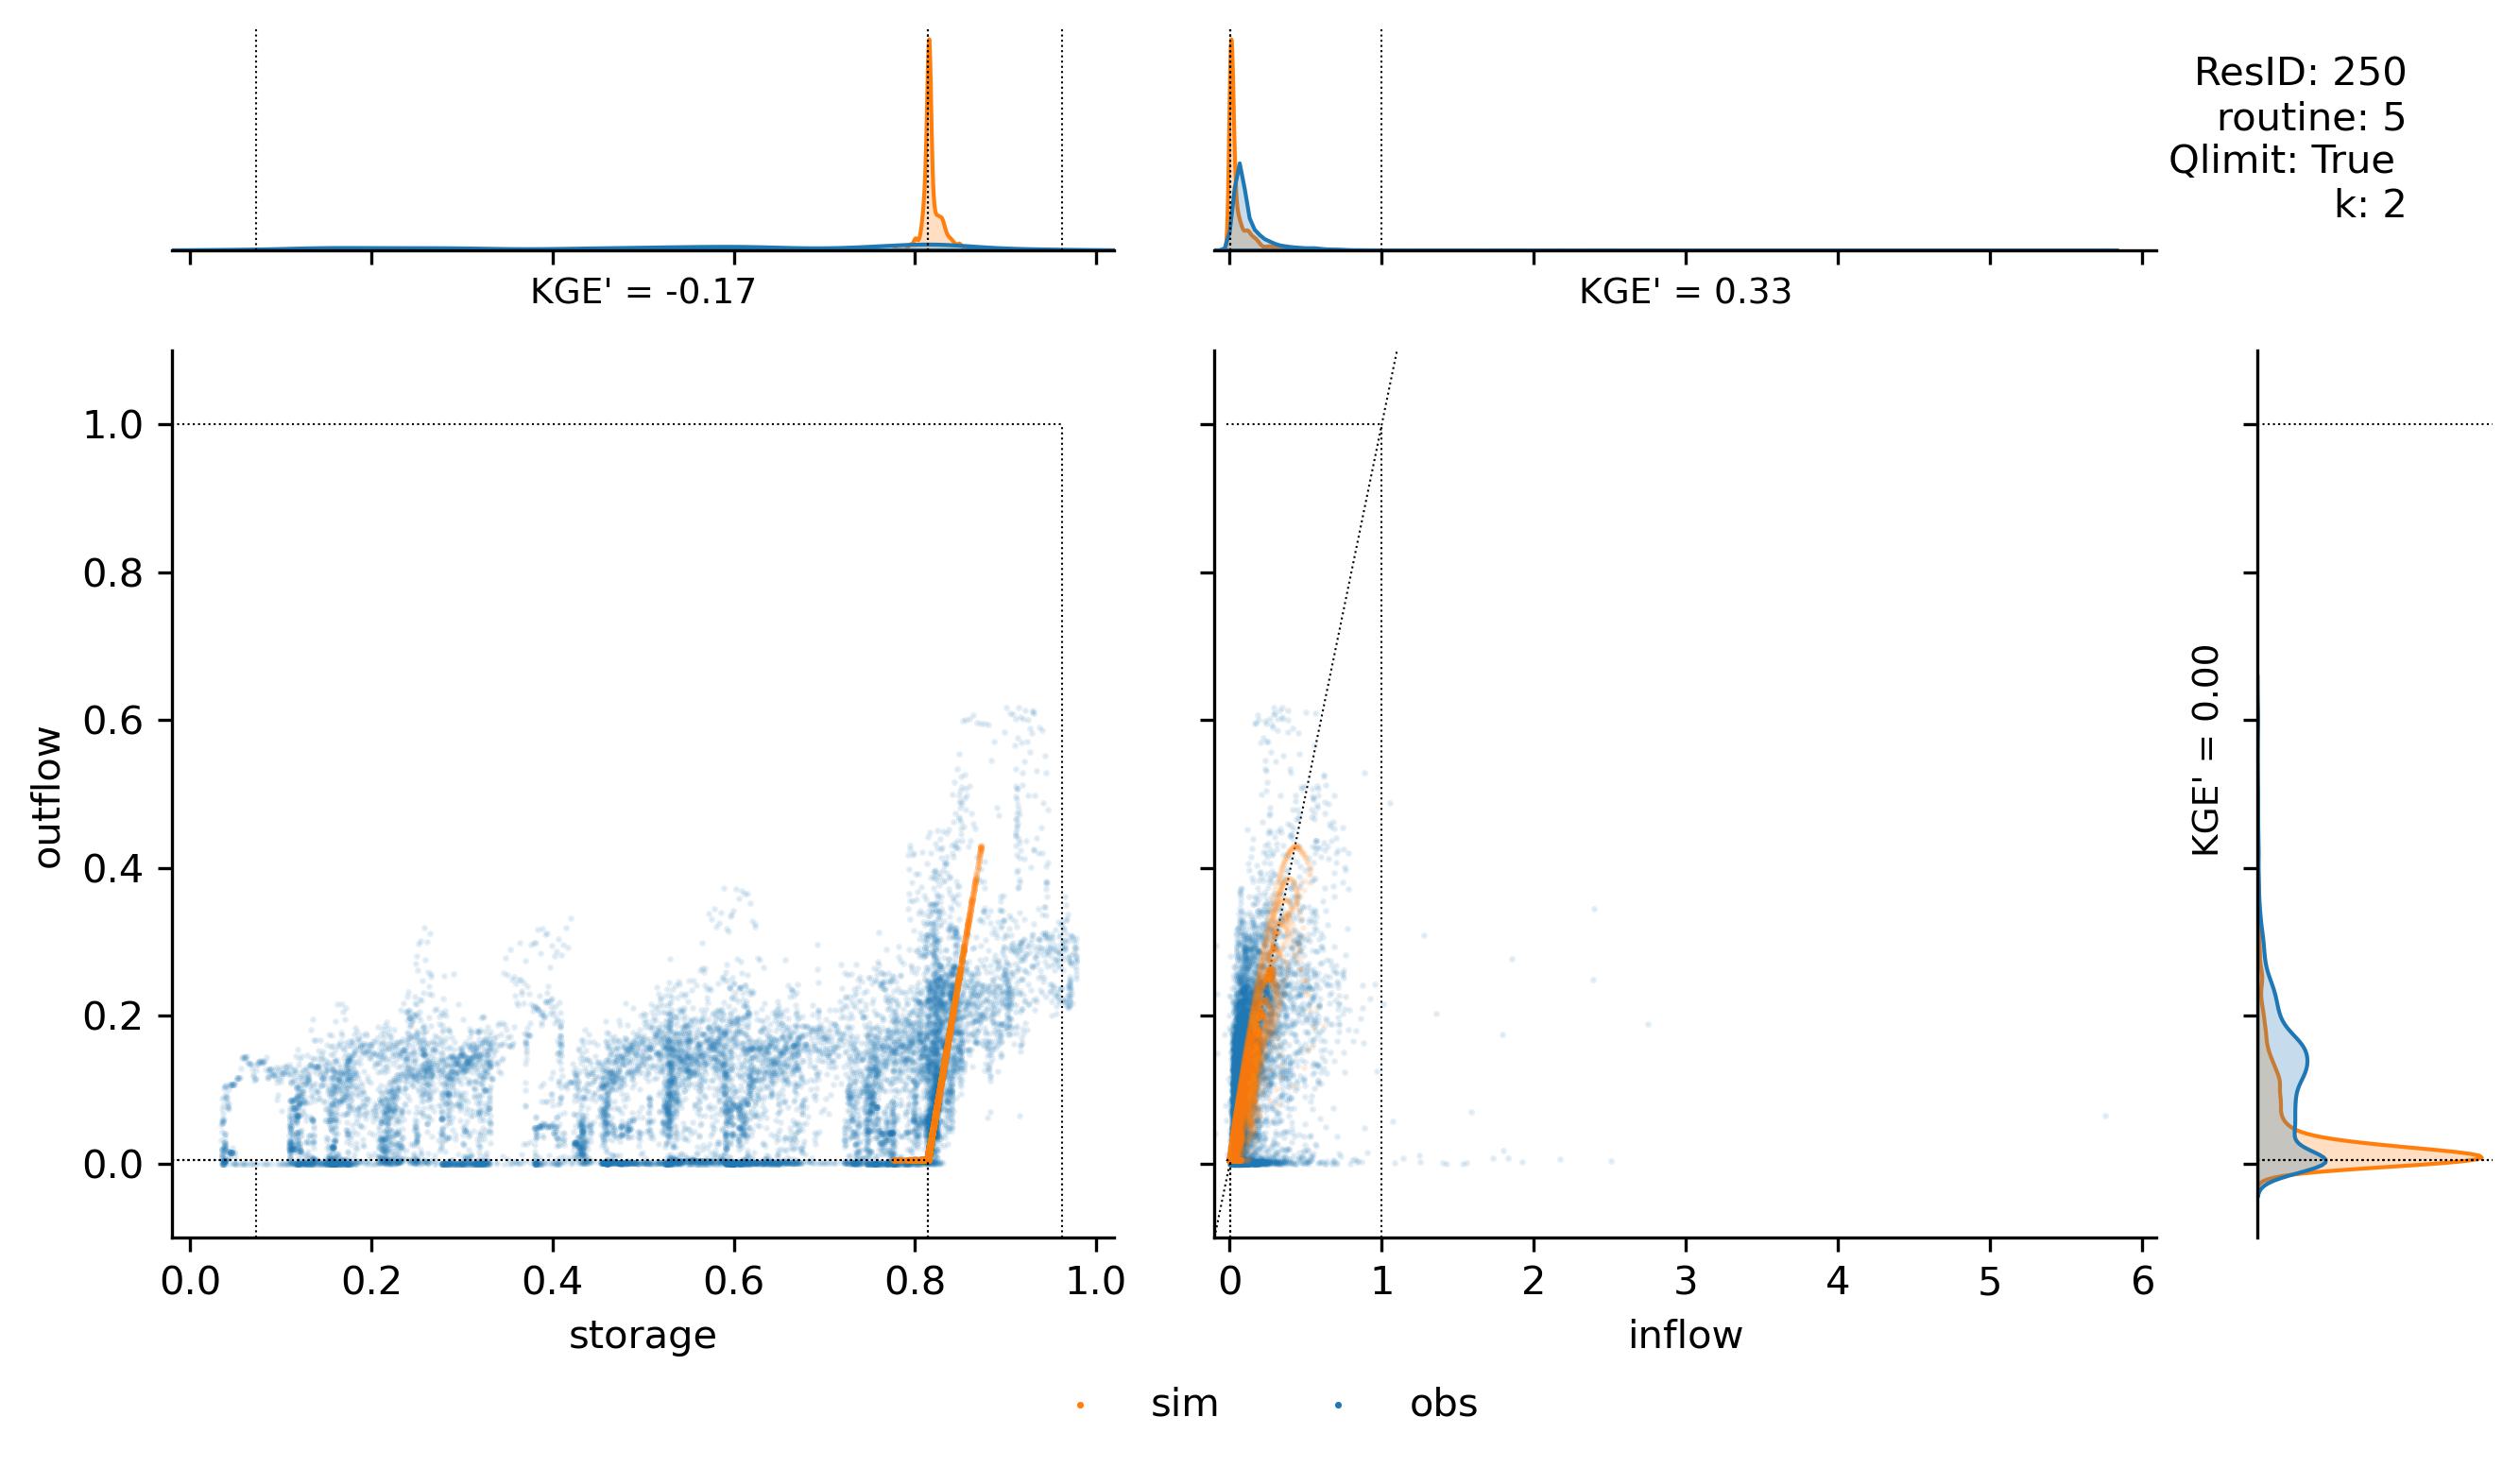 ResID: 250
routine: 5
Qlimit: True
k: 2
KGE' = -0.17
KGE' = 0.33
1.0
0.8
0.6
0.4
0.2
0.0
outflow
KGE' = 0.00
0.0 0.2 0.4 0.6 0.8 1.0
storage
0 1 2 3 4 5 6
inflow
sim obs